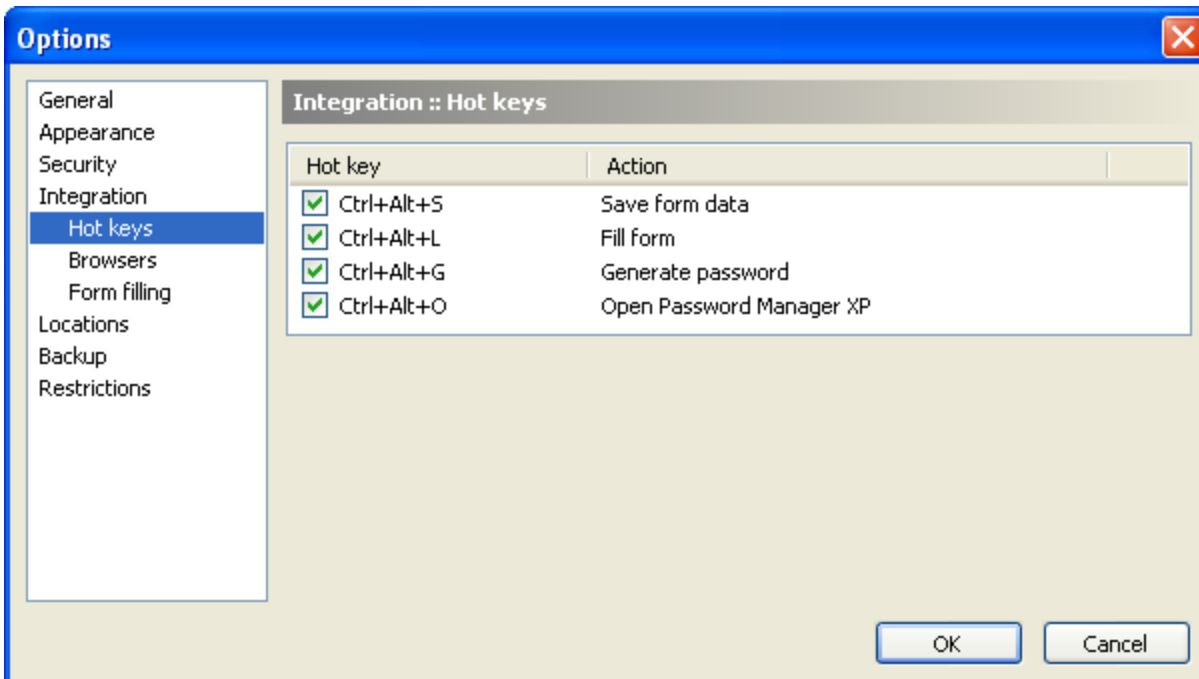 Options
General
Appearance
Security
Integration
Hot keys
Browsers
Form filling
Locations
Backup
Restrictions
Integration :: Hot keys
Hot key Action
Ctrl+Alt+S Save form data
Ctrl+Alt+L Fill form
Ctrl+Alt+G Generate password
Ctrl+Alt+O Open Password Manager XP
OK Cancel